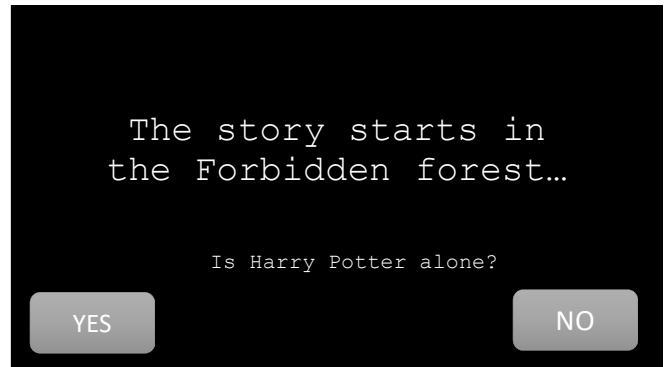 The story starts in
the Forbidden forest…
Is Harry Potter alone?
YES
NO